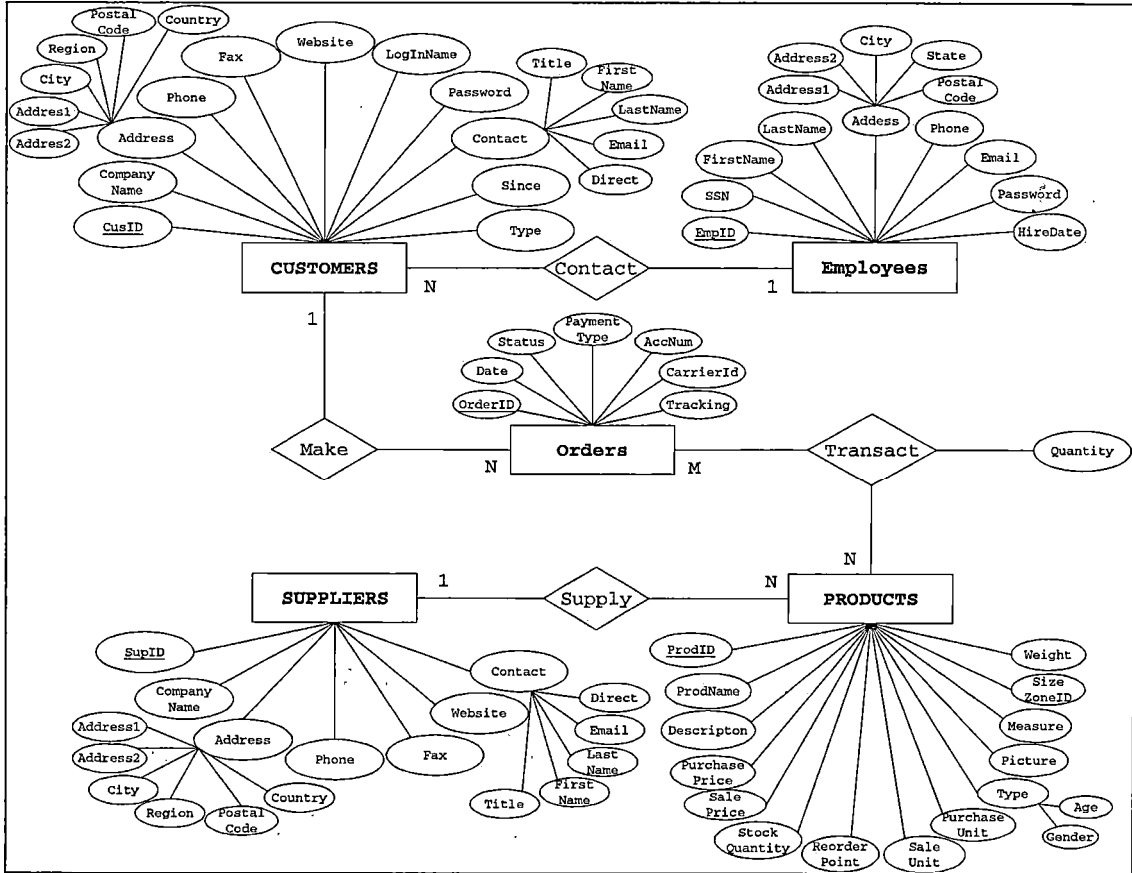 Postal
Code
Country
Region
City
Addres1
Addres2
Address
Phone
Fax
Website
LogInName
Password
Contact
Title
First
Name
LastName
Email
Direct
Company
Name
CusID
Since
Type
City
Address2
State
Address1
Postal
Code
Addess
LastName
Phone
FirstName
Email
SSN
Password
EmpID
HireDate
CUSTOMERS
N
Contact
1
Employees
1
Payment
Type
Status
AccNum
Date
CarrierId
OrderID
Tracking
Make
N
Orders
M
Transact
Quantity
N
SUPPLIERS
1
Supply
N
PRODUCTS
SupID
Company
Name
Address
Address1
Address2
City
Region
Postal
Code
Country
Phone
Fax
Website
Contact
Direct
Email
Last
Name
First
Name
Title
ProdID
ProdName
Descripton
Purchase
Price
Sale
Price
Stock
Quantity
Reorder
Point
Sale
Unit
Purchase
Unit
Type
Age
Gender
Picture
Measure
Size
ZoneID
Weight